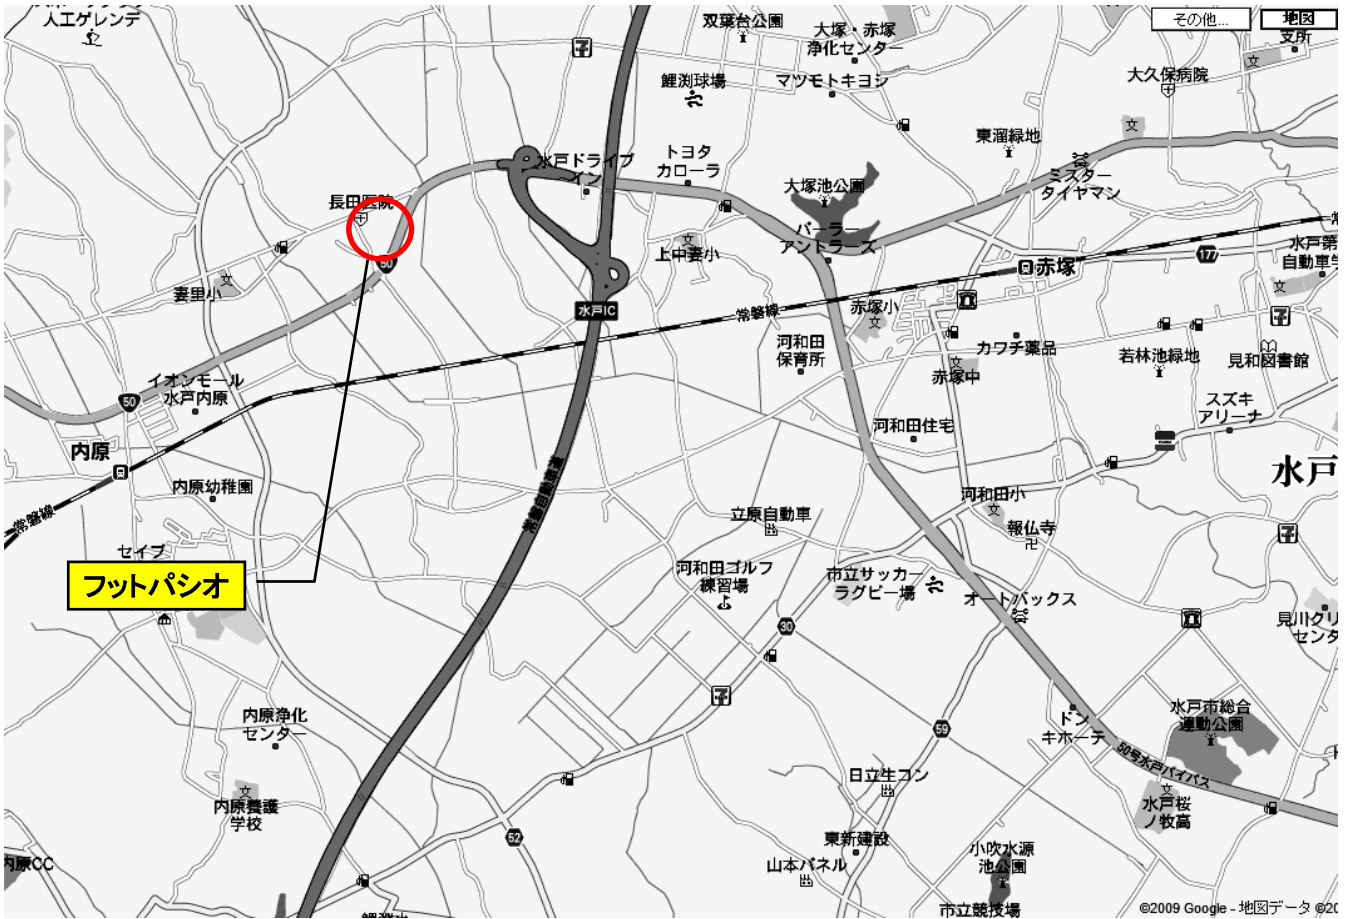 人工ゲレンデ
双葉台公園
大塚・赤塚
浄化センター
その他...
地図
支所
鯉渕球場
マツモトキヨシ
大久保病院
東溜緑地
水戸ドライブ
イン
トヨタ
カローラ
大塚池公園
ミスター
タイヤマン
長田医院
パーラー
アントラーズ
上中妻小
50
妻里小
赤塚
177
水戸第
自動車学
水戸IC
常磐線
赤塚小
河和田
保育所
カワチ薬品
若林池緑地
見和図書館
赤塚中
イオンモール
水戸内原
50
スズキ
アリーナ
河和田住宅
内原
水戸
内原幼稚園
常磐自動車道
河和田小
常磐線
立原自動車
報仏寺
セイブ
フットパシオ
河和田ゴルフ
練習場
市立サッカー
ラグビー場
オートバックス
30
見川クリ
センタ
内原浄化
センター
59
ドン
キホーテ
水戸市総合
運動公園
50号水戸バイパス
日立生コン
内原養護
学校
水戸桜
ノ牧高
52
東新建設
山本パネル
小吹水源
池公園
内原CC
市立競技場
©2009 Google - 地図データ ©20